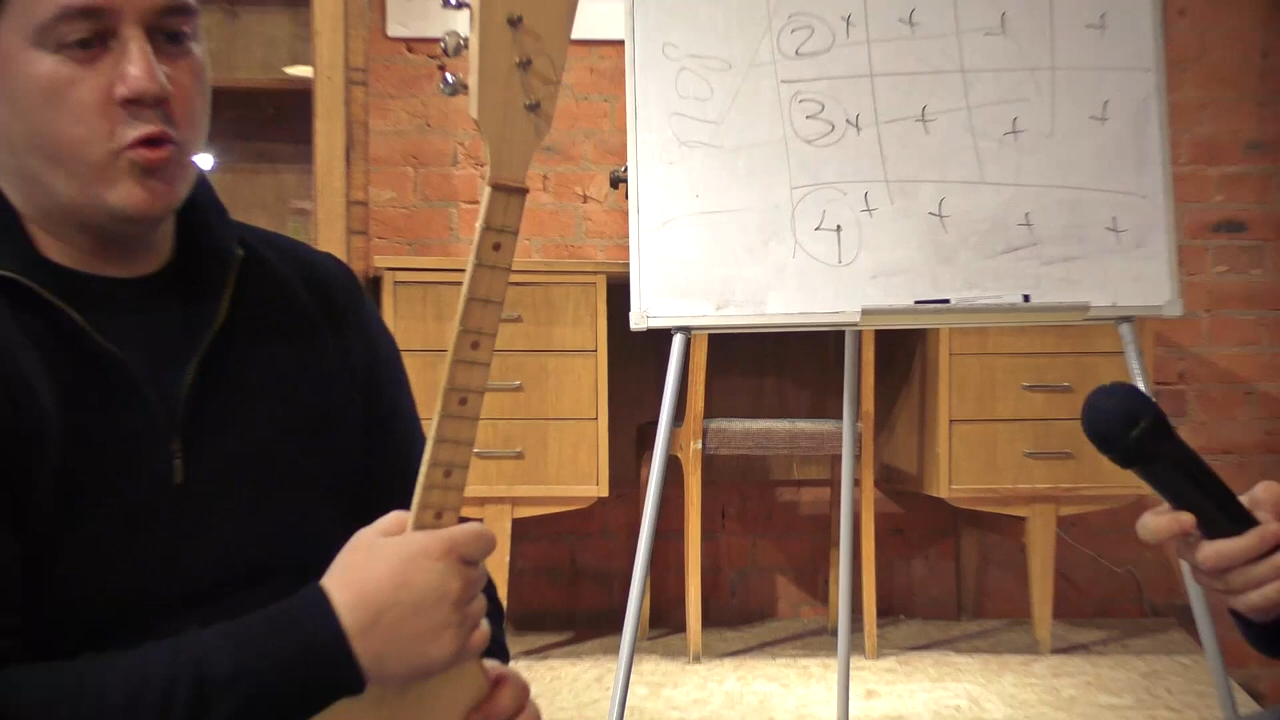 ② + + + +
③ + + + +
④ + + + +